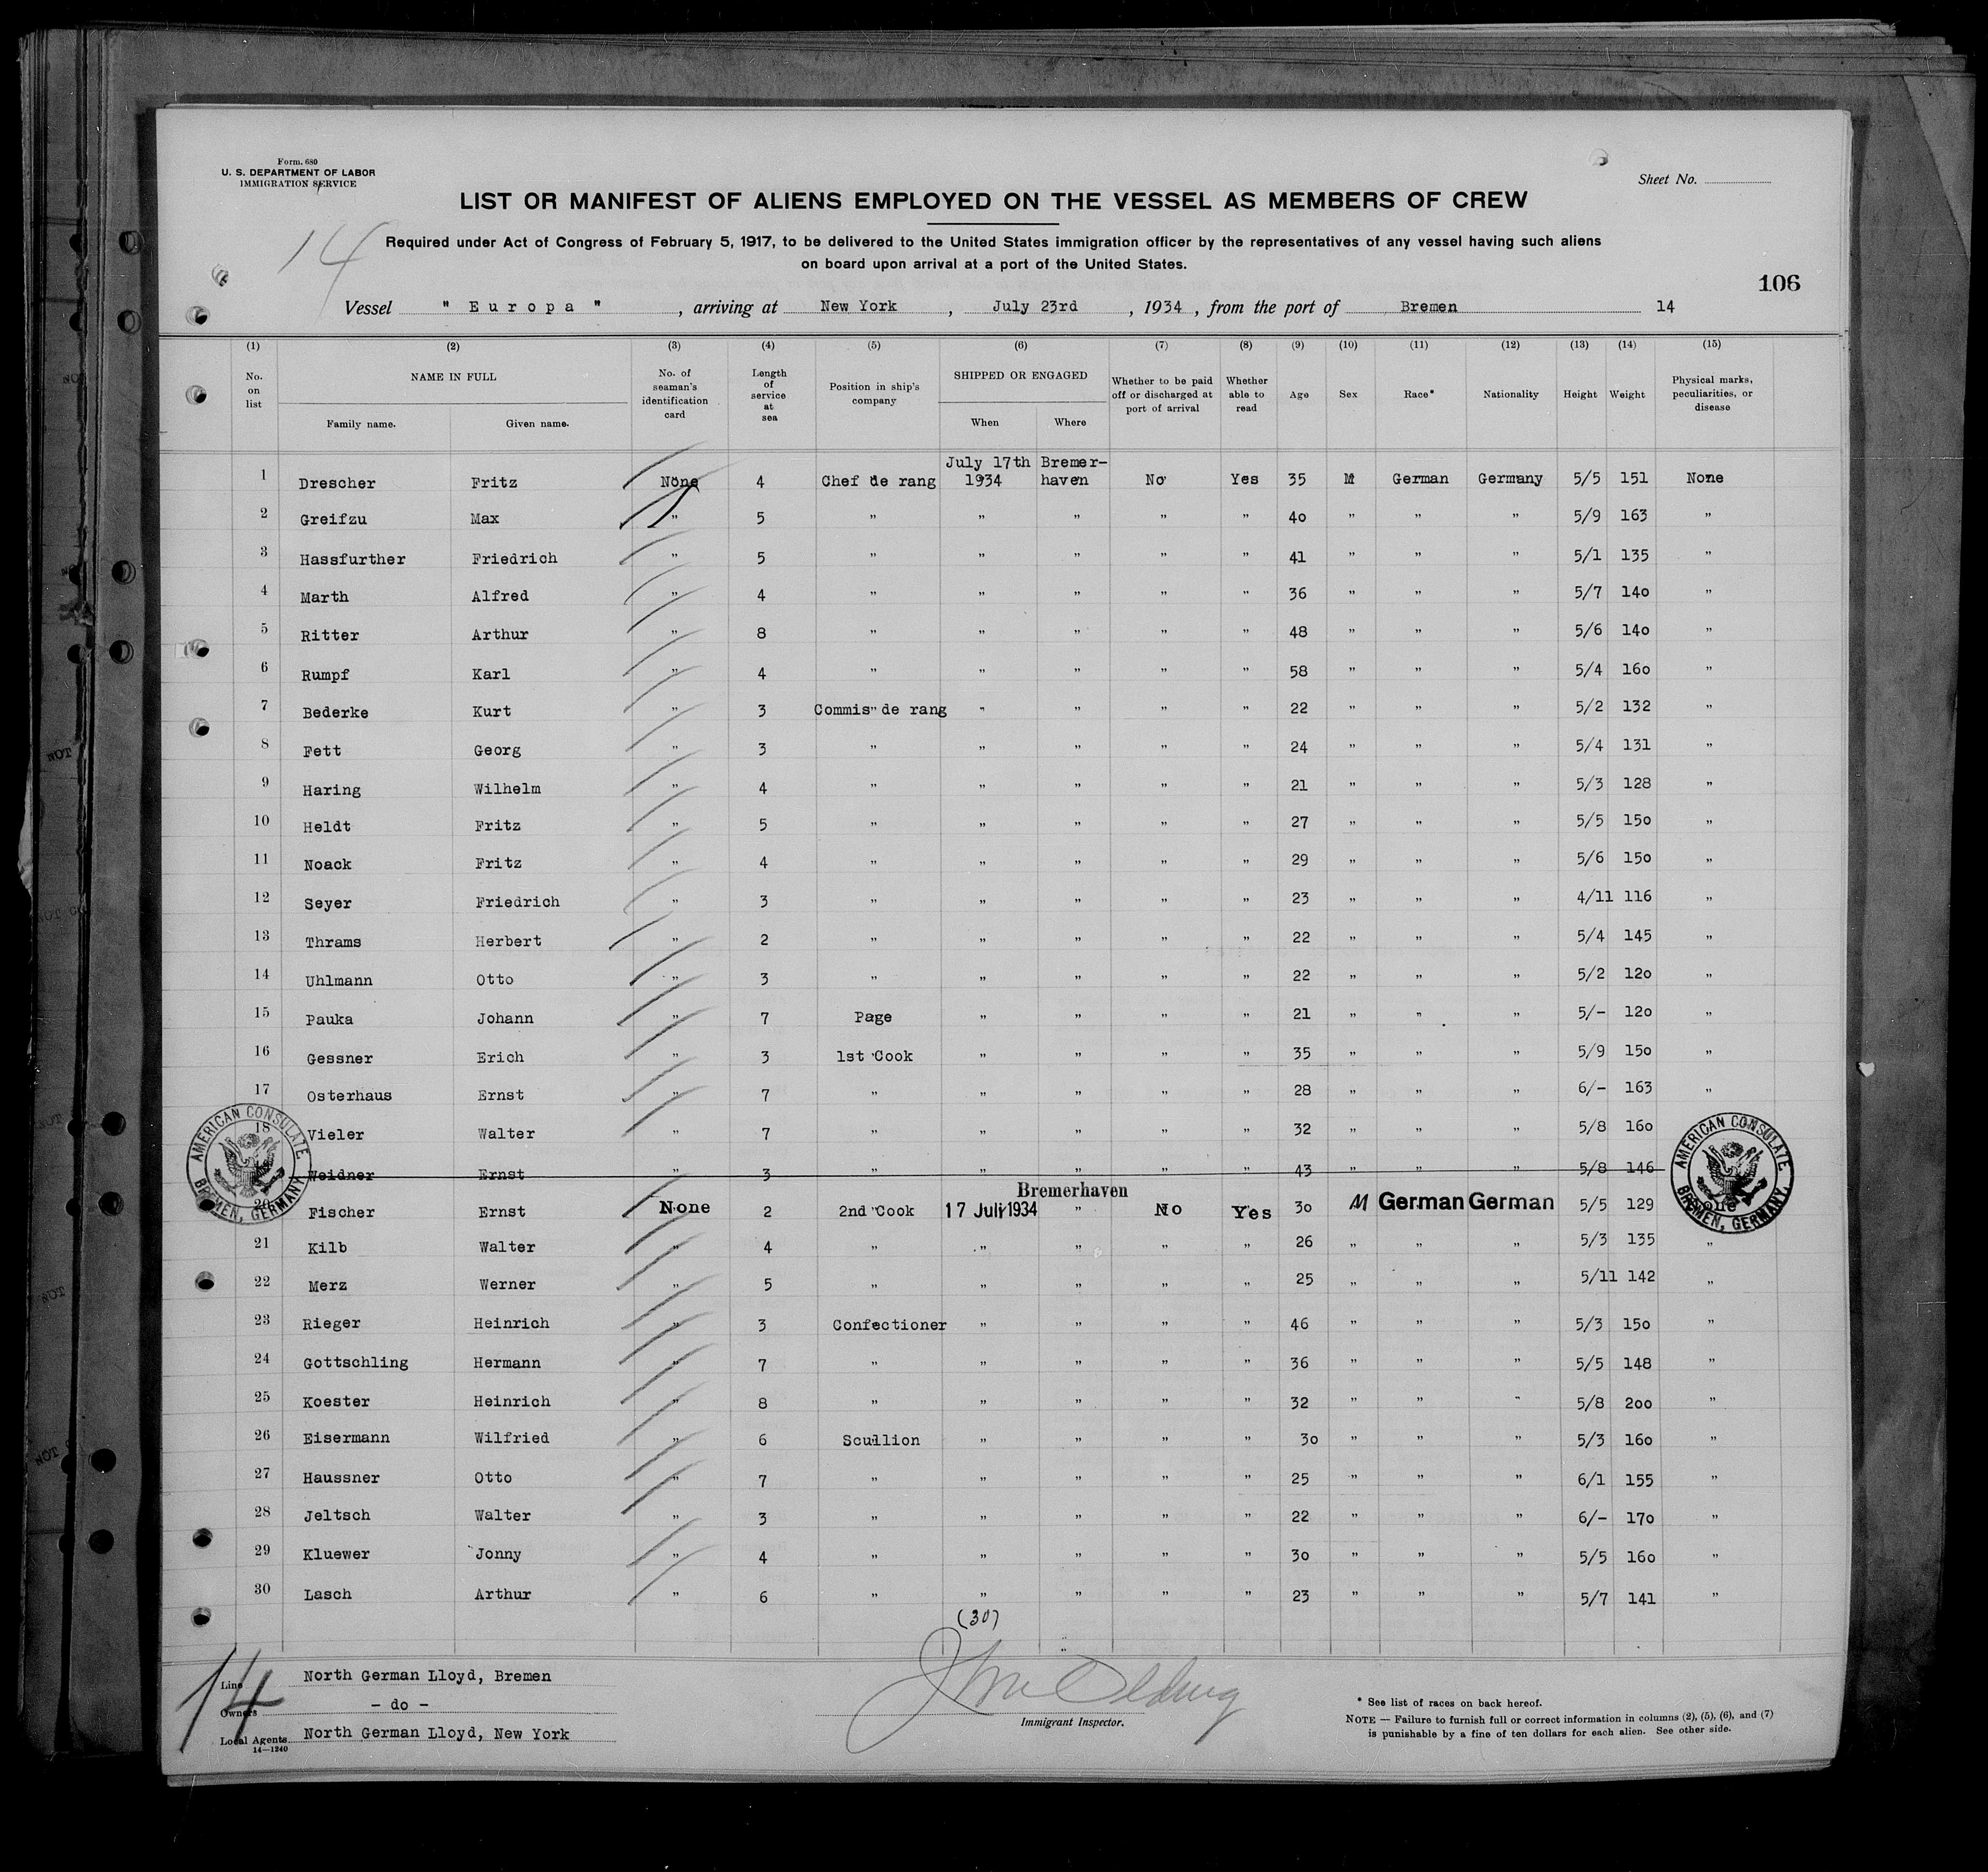 Form. 680
U. S. DEPARTMENT OF LABOR
IMMIGRATION SERVICE
Sheet No.
LIST OR MANIFEST OF ALIENS EMPLOYED ON THE VESSEL AS MEMBERS OF CREW
14
Required under Act of Congress of February 5, 1917, to be delivered to the United States immigration officer by the representatives of any vessel having such aliens
on board upon arrival at a port of the United States.
106
Vessel " Europa " , arriving at New York , July 23rd , 1934 , from the port of Bremen 14
(1) (2) (3) (4) (5) (6) (7) (8) (9) (10) (11) (12) (13) (14) (15)
No. on list NAME IN FULL Family name. Given name. No. of seaman's identification card Length of service at sea Position in ship's company SHIPPED OR ENGAGED When Where Whether to be paid off or discharged at port of arrival Whether able to read Age Sex Race* Nationality Height Weight Physical marks, peculiarities, or disease
1 Drescher Fritz None 4 Chef de rang July 17th 1934 Bremer-haven No Yes 35 M German Germany 5/5 151 None
2 Greifzu Max " 5 " " " " " 40 " " " 5/9 163 "
3 Hassfurther Friedrich " 5 " " " " " 41 " " " 5/1 135 "
4 Marth Alfred " 4 " " " " " 36 " " " 5/7 140 "
5 Ritter Arthur " 8 " " " " " 48 " " " 5/6 140 "
6 Rumpf Karl " 4 " " " " " 58 " " " 5/4 160 "
7 Bederke Kurt " 3 Commis de rang " " " " 22 " " " 5/2 132 "
8 Fett Georg " 3 " " " " " 24 " " " 5/4 131 "
9 Haring Wilhelm " 4 " " " " " 21 " " " 5/3 128 "
10 Heldt Fritz " 5 " " " " " 27 " " " 5/5 150 "
11 Noack Fritz " 4 " " " " " 29 " " " 5/6 150 "
12 Seyer Friedrich " 3 " " " " " 23 " " " 4/11 116 "
13 Thrams Herbert " 2 " " " " " 22 " " " 5/4 145 "
14 Uhlmann Otto " 3 " " " " " 22 " " " 5/2 120 "
15 Pauka Johann " 7 Page " " " " 21 " " " 5/- 120 "
16 Gessner Erich " 3 1st Cook " " " " 35 " " " 5/9 150 "
17 Osterhaus Ernst " 7 " " " " " 28 " " " 6/- 163 "
18 Vieler Walter " 7 " " " " " 32 " " " 5/8 160
Weidner Ernst " 3 " " " " " 43 " " " 5/8 146
20 Fischer Ernst None 2 2nd Cook 17 Juli 1934 Bremerhaven " No Yes 30 M German German 5/5 129 None
AMERICAN CONSULATE BREMEN, GERMANY
AMERICAN CONSULATE BREMEN, GERMANY.
21 Kilb Walter " 4 " " " " " 26 " " " 5/3 135 "
22 Merz Werner " 5 " " " " " 25 " " " 5/11 142 "
23 Rieger Heinrich " 3 Confectioner " " " " 46 " " " 5/3 150 "
24 Gottschling Hermann " 7 " " " " " 36 " " " 5/5 148 "
25 Koester Heinrich " 8 " " " " " 32 " " " 5/8 200 "
26 Eisermann Wilfried " 6 Scullion " " " " 30 " " " 5/3 160 "
27 Haussner Otto " 7 " " " " " 25 " " " 6/1 155 "
28 Jeltsch Walter " 3 " " " " " 22 " " " 6/- 170 "
29 Kluewer Jonny " 4 " " " " " 30 " " " 5/5 160 "
30 Lasch Arthur " 6 " " " " " 23 " " " 5/7 141 "
(30)
14
Line North German Lloyd, Bremen
Owners - do -
Local Agents North German Lloyd, New York
14—1240
Immigrant Inspector.
* See list of races on back hereof.
NOTE — Failure to furnish full or correct information in columns (2), (5), (6), and (7)
is punishable by a fine of ten dollars for each alien. See other side.